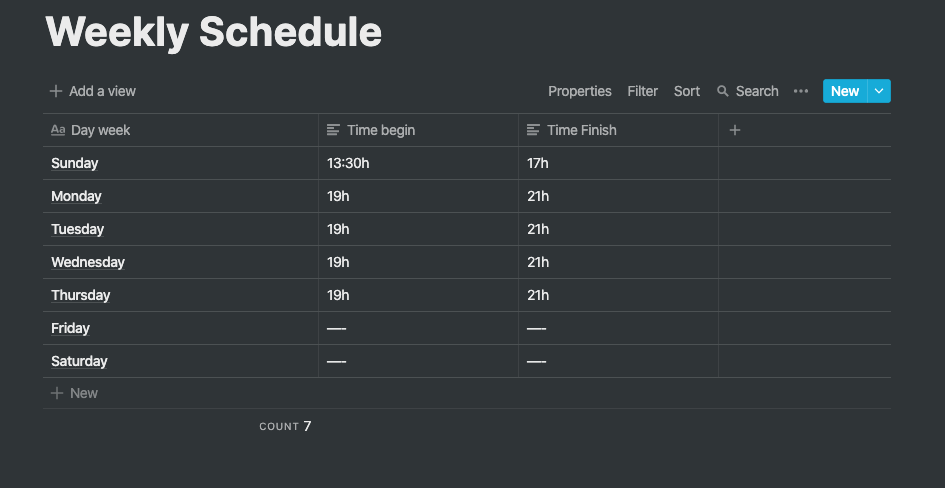 Weekly Schedule
Add a view Properties Filter Sort Search ••• New
Aa Day week Time begin Time Finish +
Sunday 13:30h 17h
Monday 19h 21h
Tuesday 19h 21h
Wednesday 19h 21h
Thursday 19h 21h
Friday —- —-
Saturday —- —-
+ New
COUNT 7